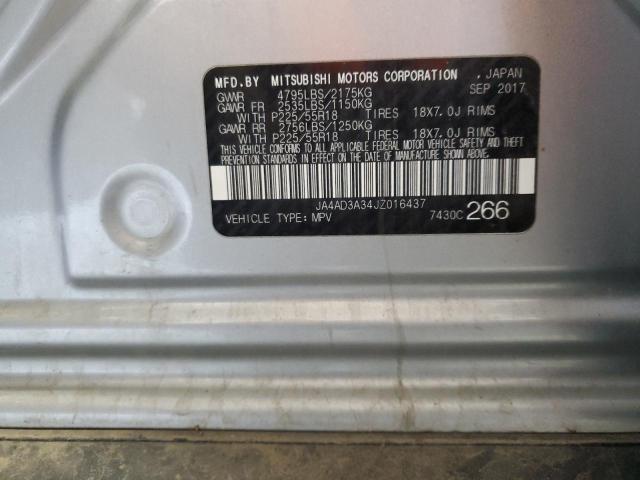 MFD.BY MITSUBISHI MOTORS CORPORATION, JAPAN
GVWR 4795LBS/2175KG SEP 2017
GAWR FR 2535LBS/1150KG
WITH P225/55R18 TIRES 18X7.0J RIMS
GAWR RR 2756LBS/1250KG
WITH P225/55R18 TIRES 18X7.0J RIMS
THIS VEHICLE CONFORMS TO ALL APPLICABLE FEDERAL MOTOR VEHICLE SAFETY AND THEFT
PREVENTION STANDARDS IN EFFECT ON THE DATE OF MANUFACTURE SHOWN ABOVE.
JA4AD3A34JZ016437
VEHICLE TYPE: MPV 7430C 266